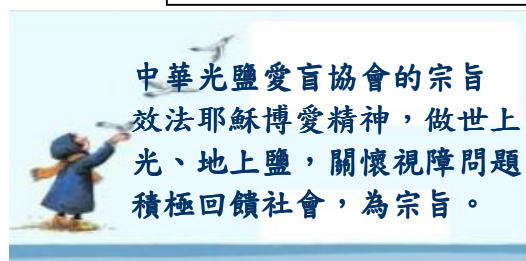 中華光鹽愛盲協會的宗旨
效法耶穌博愛精神，做世上
光、地上鹽，關懷視障問題
積極回饋社會，為宗旨。